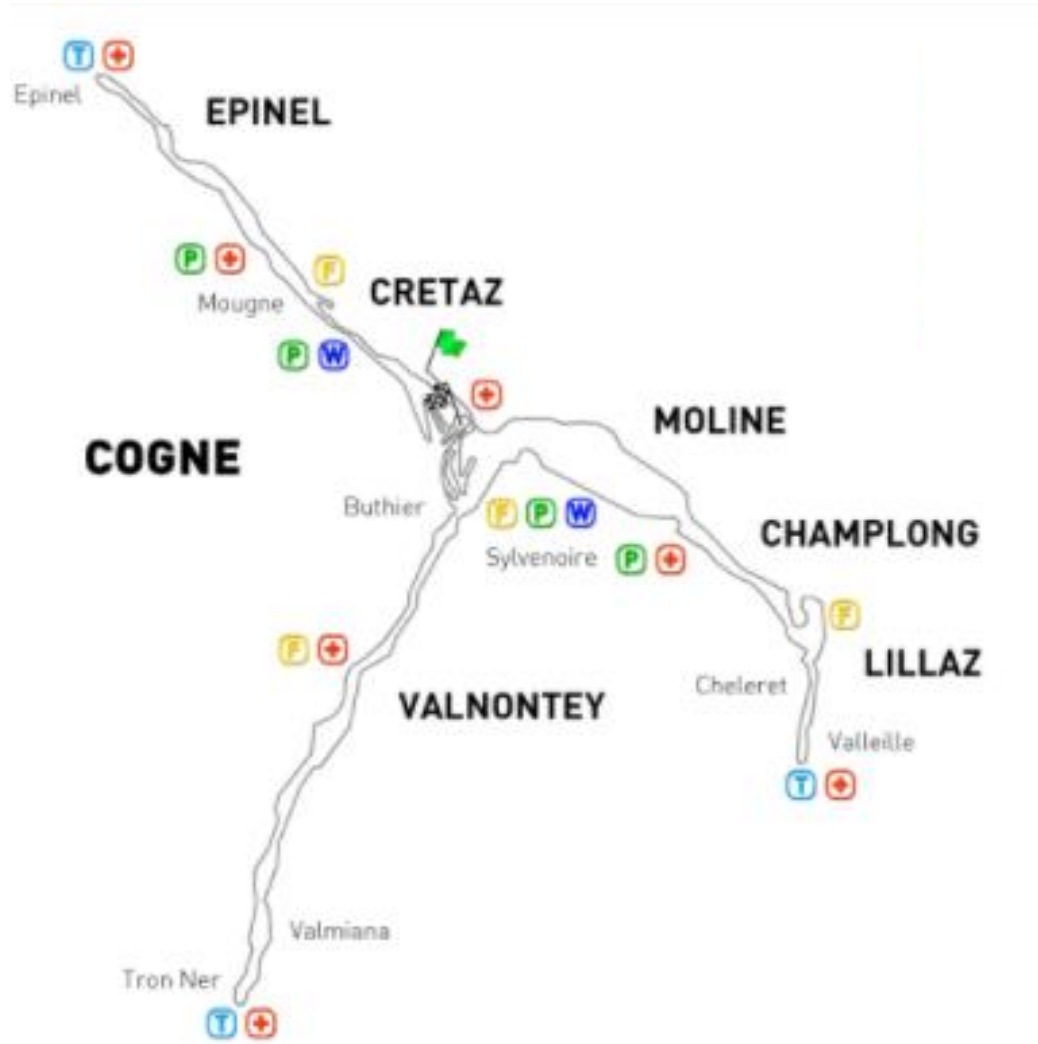 T
Epinel
EPINEL
P
F
Mougne
CRETAZ
P W
MOLINE
COGNE
Buthier
F P W
CHAMPLONG
Sylvenoire
P
F
F
LILLAZ
Cheleret
VALNONTEY
Valleille
T
Valmiana
Tron Ner
T